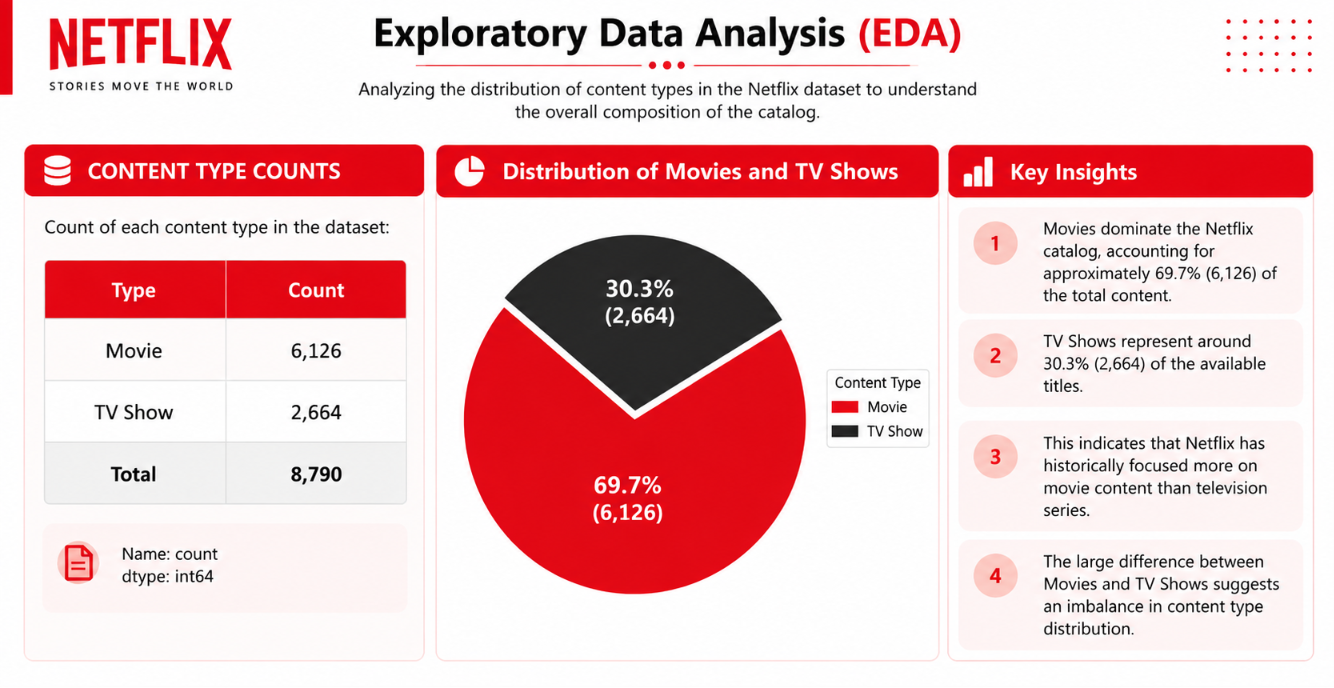 NETFLIX
STORIES MOVE THE WORLD
Exploratory Data Analysis (EDA)
Analyzing the distribution of content types in the Netflix dataset to understand
the overall composition of the catalog.
CONTENT TYPE COUNTS
Count of each content type in the dataset:
Type Count
Movie 6,126
TV Show 2,664
Total 8,790
Name: count
dtype: int64
Distribution of Movies and TV Shows
30.3%
(2,664)
69.7%
(6,126)
Content Type
Movie
TV Show
Key Insights
1
Movies dominate the Netflix
catalog, accounting for
approximately 69.7% (6,126) of
the total content.
2
TV Shows represent around
30.3% (2,664) of the available
titles.
3
This indicates that Netflix has
historically focused more on
movie content than television
series.
4
The large difference between
Movies and TV Shows suggests
an imbalance in content type
distribution.